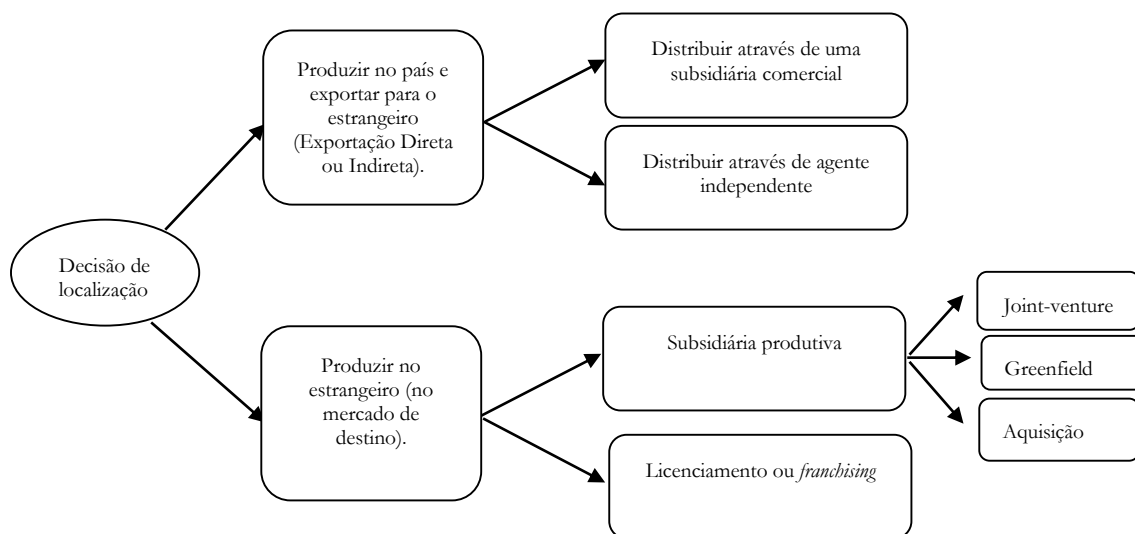 Decisão de
localização
Produzir no país e
exportar para o
estrangeiro
(Exportação Direta
ou Indireta).
Distribuir através de uma
subsidiária comercial
Distribuir através de agente
independente
Produzir no
estrangeiro (no
mercado de
destino).
Subsidiária produtiva
Joint-venture
Greenfield
Aquisição
Licenciamento ou franchising